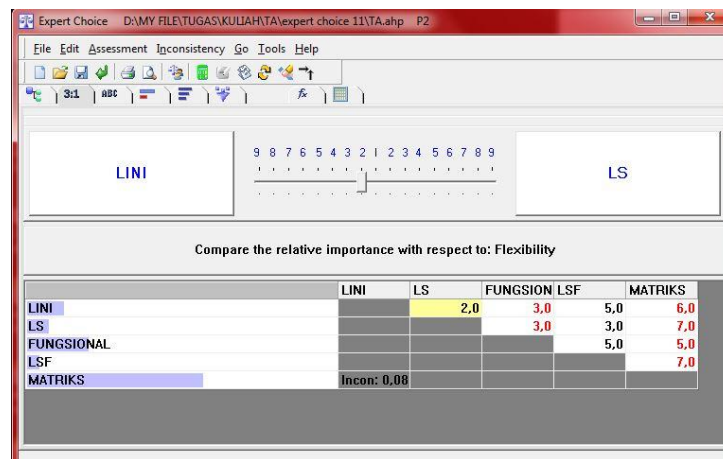 Expert Choice D:\MY FILE\TUGAS\KULIAH\TA\expert choice 11\TA.ahp P2
File Edit Assessment Inconsistency Go Tools Help
3:1 ABC fx
9 8 7 6 5 4 3 2 1 2 3 4 5 6 7 8 9
LINI LS
Compare the relative importance with respect to: Flexibility
LINI LS FUNGSION LSF MATRIKS
LINI 2,0 3,0 5,0 6,0
LS 3,0 3,0 7,0
FUNGSIONAL 5,0 5,0
LSF 7,0
MATRIKS Incon: 0,08